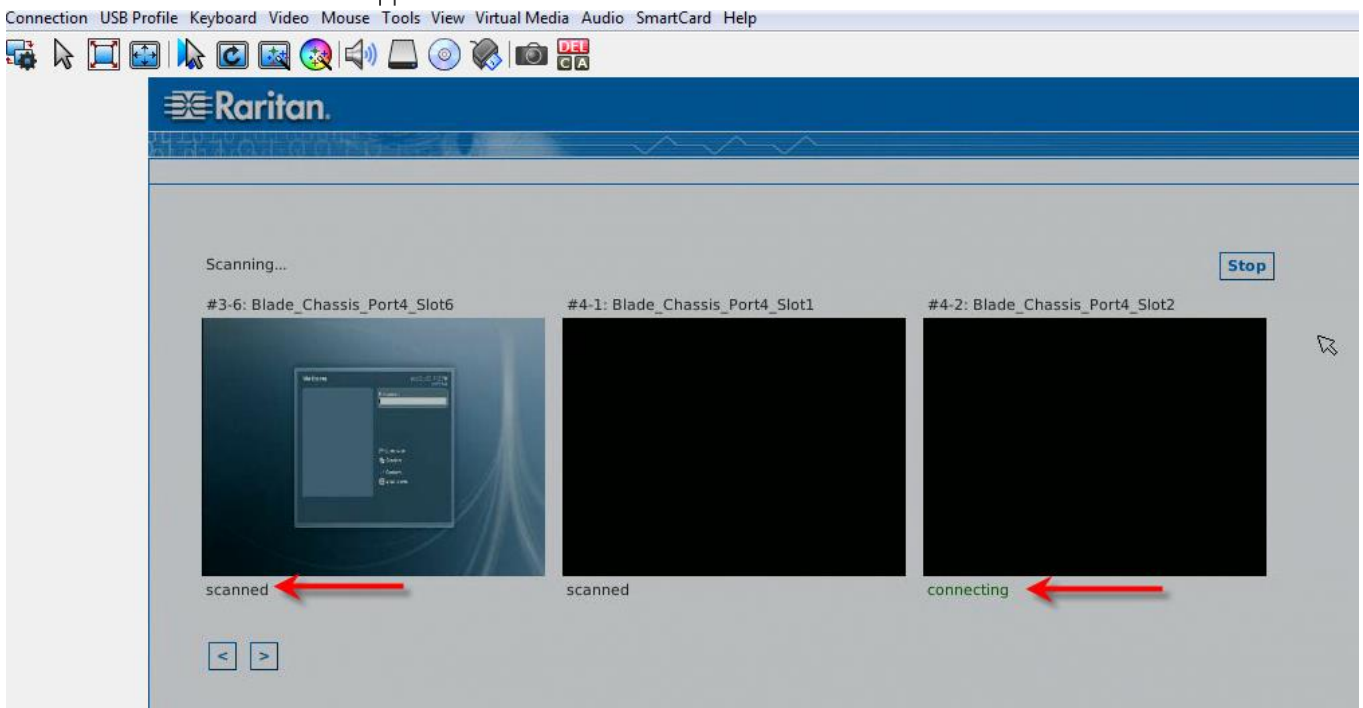 Connection USB Profile Keyboard Video Mouse Tools View Virtual Media Audio SmartCard Help
DEL
C A
Raritan.
Scanning...
Stop
#3-6: Blade_Chassis_Port4_Slot6
#4-1: Blade_Chassis_Port4_Slot1
#4-2: Blade_Chassis_Port4_Slot2
Welcome
scanned
scanned
connecting
< >